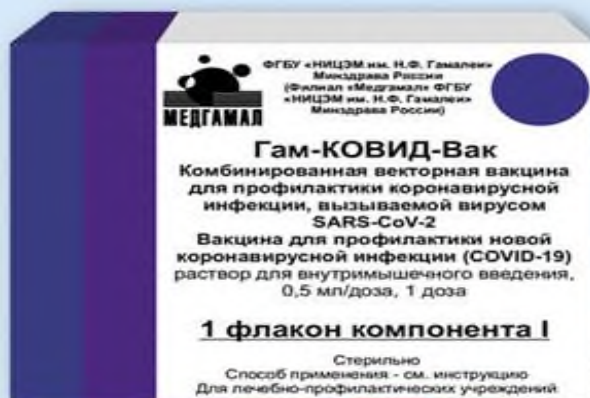 ФГБУ «НИЦЭМ им. Н.Ф. Гамалеи»
Минздрава России
(Филиал «Медгамал» ФГБУ
«НИЦЭМ им. Н.Ф. Гамалеи»
Минздрава России)
МЕДГАМАЛ
Гам-КОВИД-Вак
Комбинированная векторная вакцина
для профилактики коронавирусной
инфекции, вызываемой вирусом
SARS-CoV-2
Вакцина для профилактики новой
коронавирусной инфекции (COVID-19)
раствор для внутримышечного введения,
0,5 мл/доза, 1 доза
1 флакон компонента I
Стерильно
Способ применения - см. инструкцию
Для лечебно-профилактических учреждений